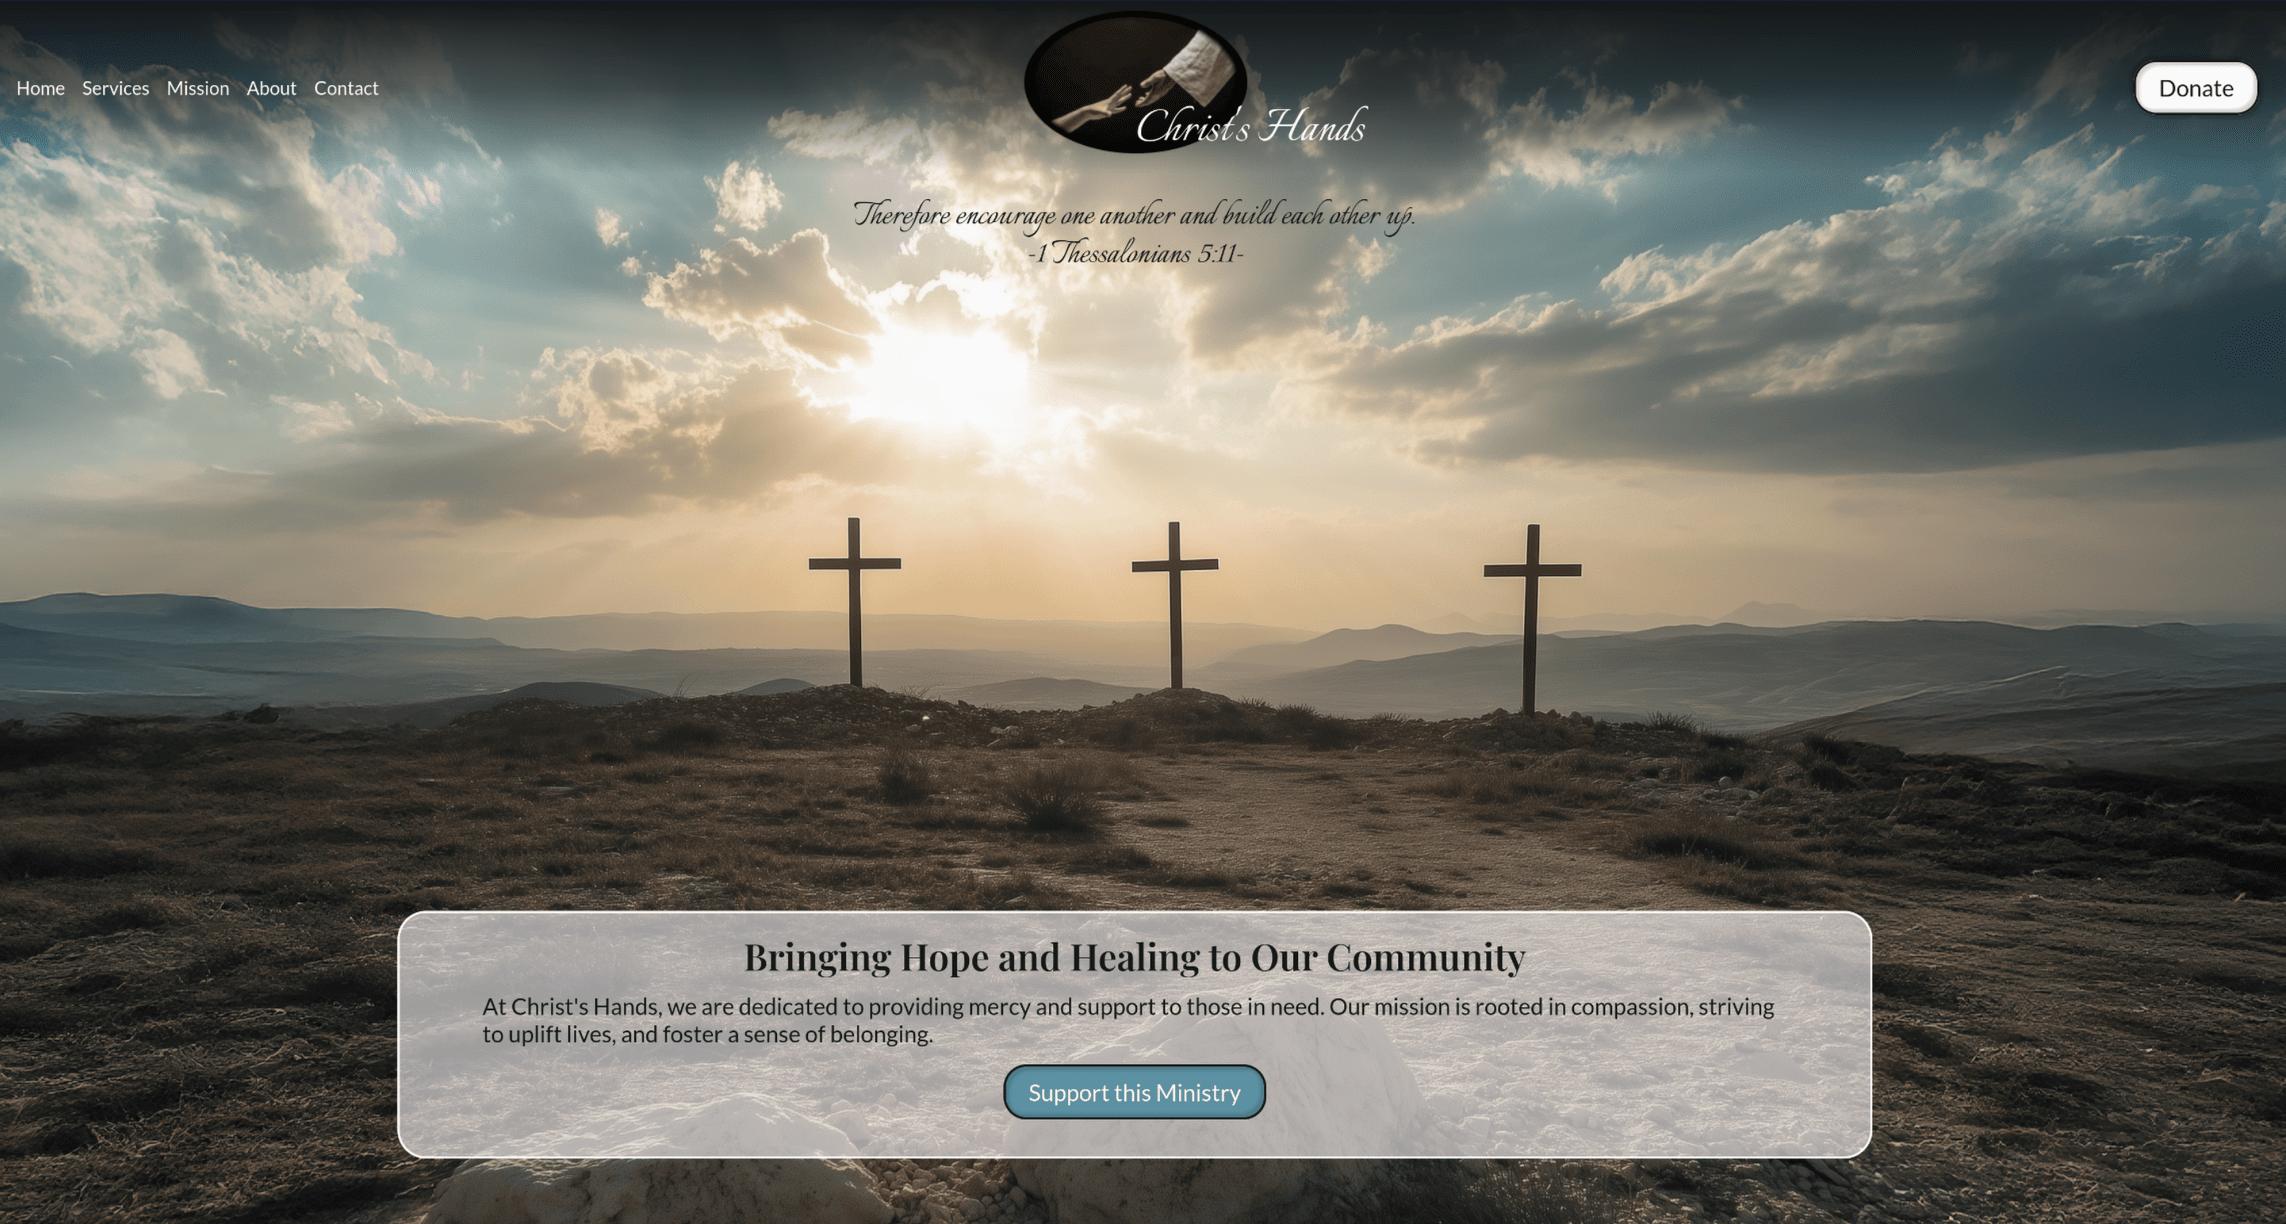 Home Services Mission About Contact
Christ's Hands
Donate
Therefore encourage one another and build each other up.
-1 Thessalonians 5:11-
Bringing Hope and Healing to Our Community
At Christ's Hands, we are dedicated to providing mercy and support to those in need. Our mission is rooted in compassion, striving
to uplift lives, and foster a sense of belonging.
Support this Ministry